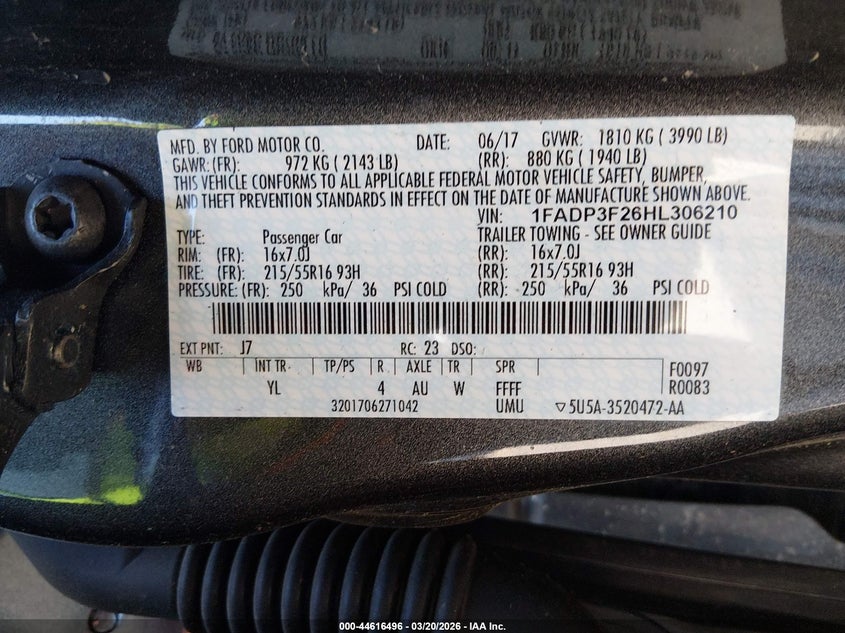 MFD. BY FORD MOTOR CO. DATE: 06/17 GVWR: 1810 KG ( 3990 LB)
GAWR:(FR): 972 KG ( 2143 LB) (RR): 880 KG ( 1940 LB)
THIS VEHICLE CONFORMS TO ALL APPLICABLE FEDERAL MOTOR VEHICLE SAFETY, BUMPER,
AND THEFT PREVENTION STANDARDS IN EFFECT ON THE DATE OF MANUFACTURE SHOWN ABOVE.
VIN: 1FADP3F26HL306210
TYPE: Passenger Car TRAILER TOWING - SEE OWNER GUIDE
RIM: (FR): 16x7.0J (RR): 16x7.0J
TIRE: (FR): 215/55R16 93H (RR): 215/55R16 93H
PRESSURE:(FR): 250 kPa/ 36 PSI COLD (RR): 250 kPa/ 36 PSI COLD
EXT PNT: J7 RC: 23 DSO:
WB INT TR TP/PS R AXLE TR SPR F0097
YL 4 AU W FFFF R0083
3201706271042 UMU ▽5U5A-3520472-AA
000-44616496 - 03/20/2026 - IAA Inc.